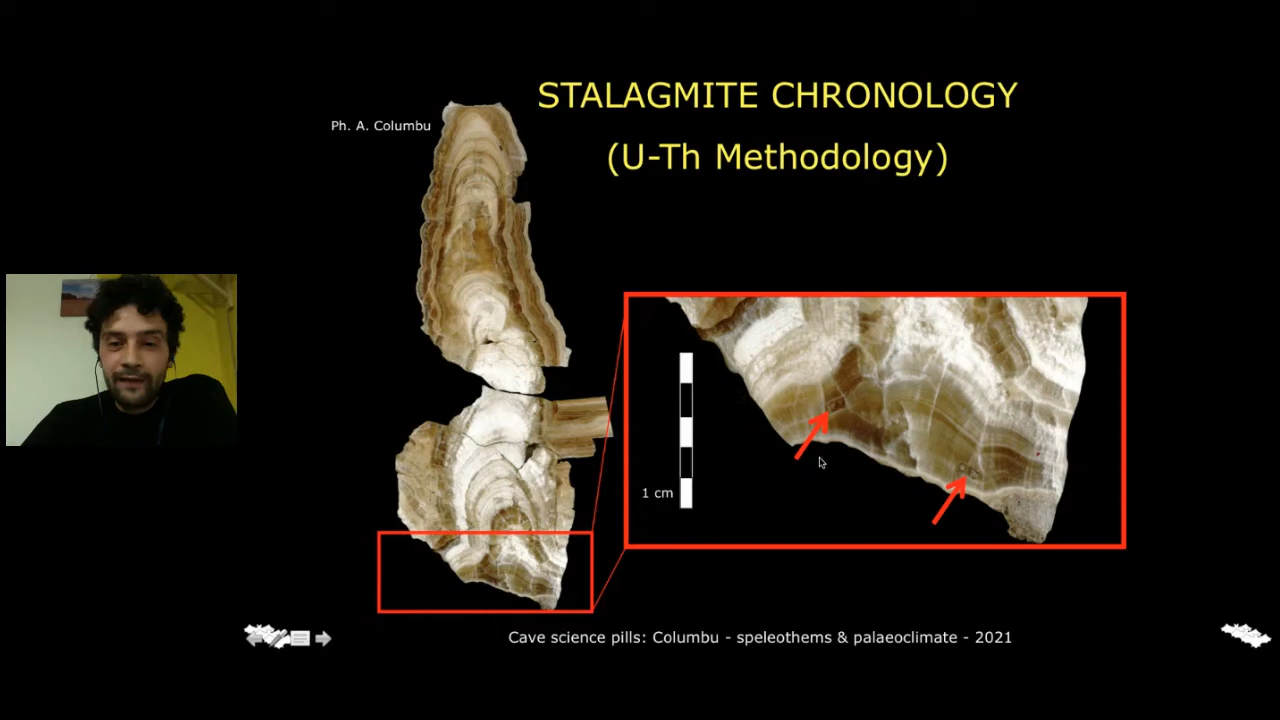 STALAGMITE CHRONOLOGY
Ph. A. Columbu
(U-Th Methodology)
1 cm
Cave science pills: Columbu - speleothems & palaeoclimate - 2021